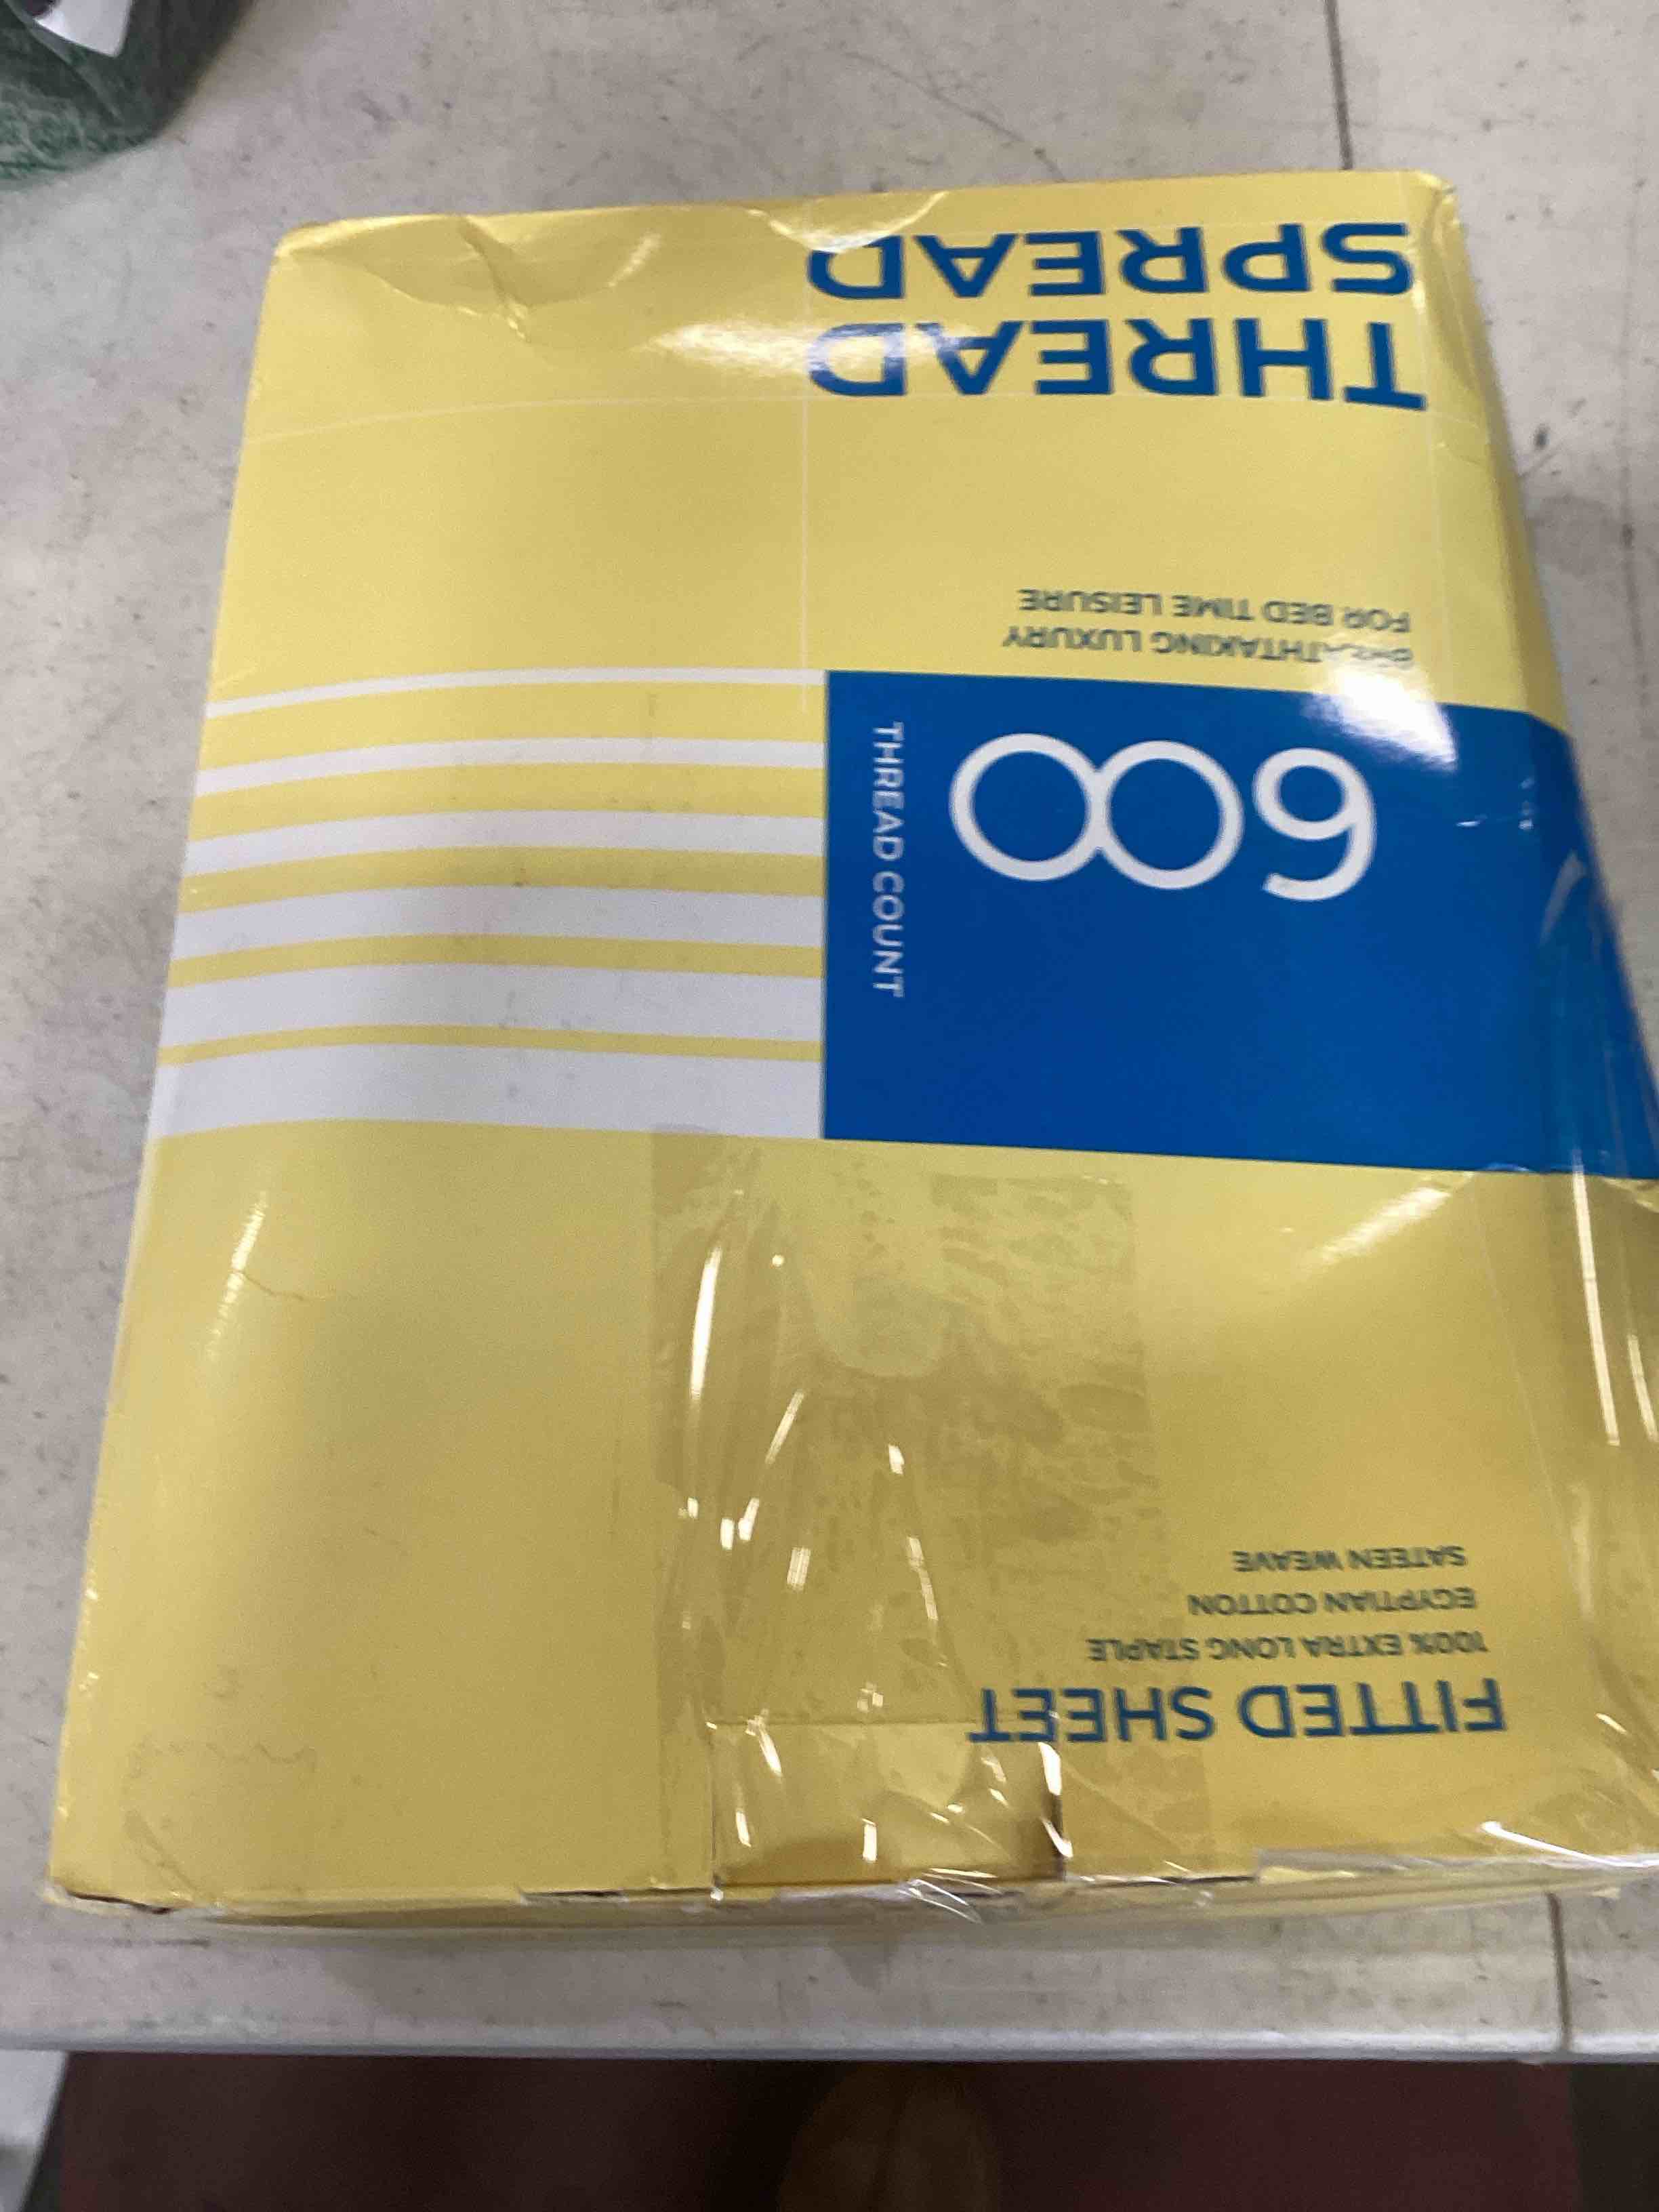 FITTED SHEET
100% EXTRA LONG STAPLE
EGYPTIAN COTTON
SATEEN WEAVE
600
THREAD COUNT
BREATHTAKING LUXURY
FOR BED TIME LEISURE
THREAD
SPREAD